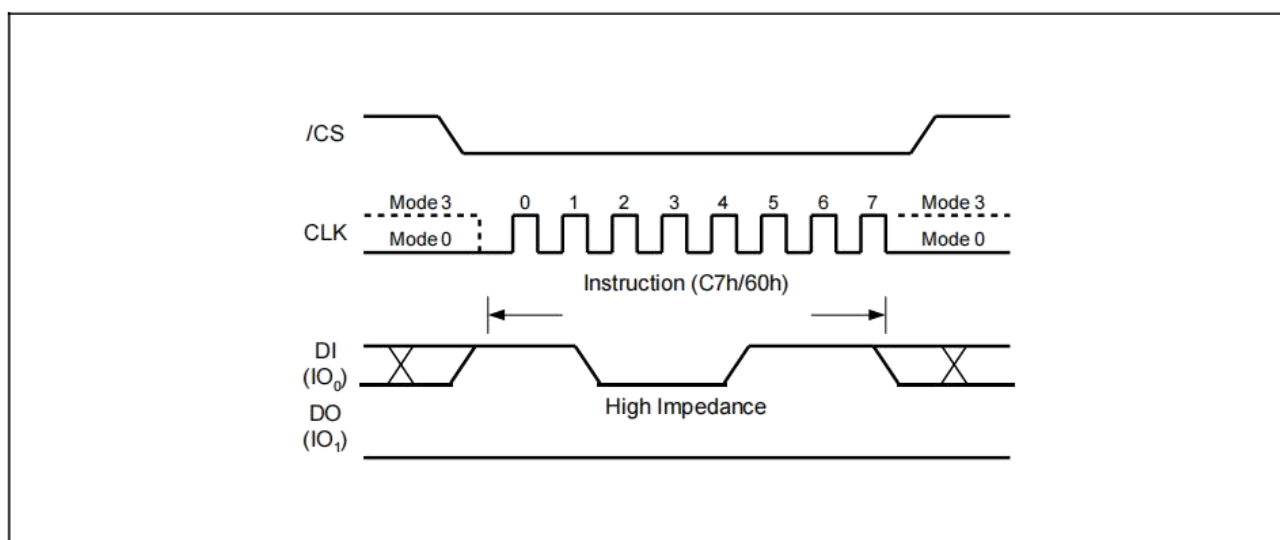 /CS
Mode 3 0 1 2 3 4 5 6 7 Mode 3
CLK
Mode 0 Mode 0
Instruction (C7h/60h)
DI
(IO₀)
High Impedance
DO
(IO₁)